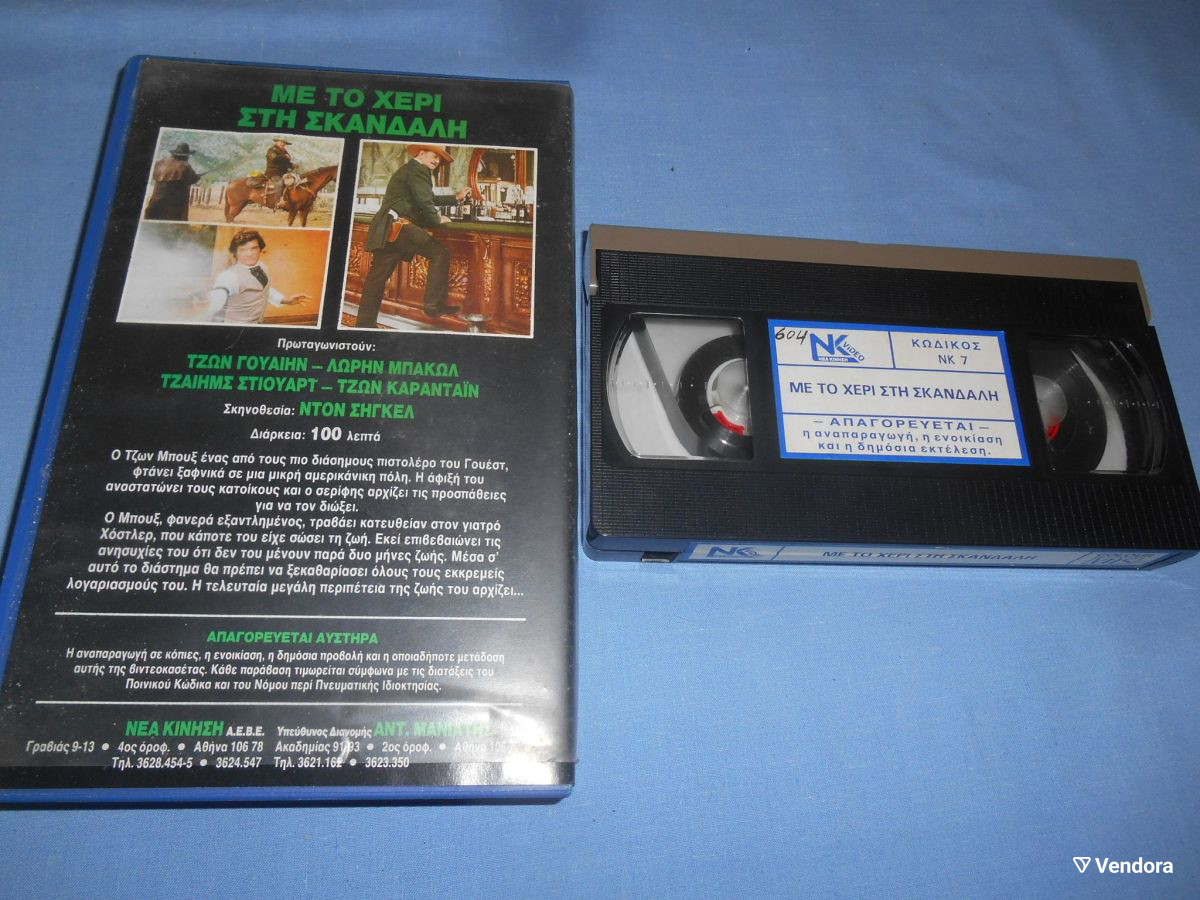 ΜΕ ΤΟ ΧΕΡΙ
ΣΤΗ ΣΚΑΝΔΑΛΗ
Πρωταγωνιστούν:
ΤΖΩΝ ΓΟΥΑΙΗΝ – ΛΩΡΗΝ ΜΠΑΚΩΛ
ΤΖΑΙΗΜΣ ΣΤΙΟΥΑΡΤ – ΤΖΩΝ ΚΑΡΑΝΤΑΪΝ
Σκηνοθεσία: ΝΤΟΝ ΣΗΓΚΕΛ
Διάρκεια: 100 λεπτά
Ο Τζων Μπουξ ένας από τους πιο διάσημους πιστολέρο του Γουέστ,
φτάνει ξαφνικά σε μια μικρή αμερικάνικη πόλη. Η άφιξή του
αναστατώνει τους κατοίκους και ο σερίφης αρχίζει τις προσπάθειες
για να τον διώξει.
Ο Μπουξ, φανερά εξαντλημένος, τραβάει κατευθείαν στον γιατρό
Χόστλερ, που κάποτε του είχε σώσει τη ζωή. Εκεί επιβεβαιώνει τις
ανησυχίες του ότι δεν του μένουν παρά δυο μήνες ζωής. Μέσα σ'
αυτό το διάστημα θα πρέπει να ξεκαθαρίσει όλους τους εκκρεμείς
λογαριασμούς του. Η τελευταία μεγάλη περιπέτεια της ζωής του αρχίζει...
ΑΠΑΓΟΡΕΥΕΤΑΙ ΑΥΣΤΗΡΑ
Η αναπαραγωγή σε κόπιες, η ενοικίαση, η δημόσια προβολή και η οποιαδήποτε μετάδοση
αυτής της βιντεοκασέτας. Κάθε παράβαση τιμωρείται σύμφωνα με τις διατάξεις του
Ποινικού Κώδικα και του Νόμου περί Πνευματικής Ιδιοκτησίας.
ΝΕΑ ΚΙΝΗΣΗ Α.Ε.Β.Ε. Υπεύθυνος Διανομής ΑΝΤ.
Γραβιάς 9-13 • 4ος όροφ. • Αθήνα 106 78 Ακαδημίας 91/93 • 2ος όροφ. • Αθήνα
Τηλ. 3628.454-5 • 3624.547 Τηλ. 3621.162 • 3623.350
604
NK VIDEO
ΝΕΑ ΚΙΝΗΣΗ
ΚΩΔΙΚΟΣ
NK 7
ΜΕ ΤΟ ΧΕΡΙ ΣΤΗ ΣΚΑΝΔΑΛΗ
– ΑΠΑΓΟΡΕΥΕΤΑΙ –
η αναπαραγωγή, η ενοικίαση
και η δημόσια εκτέλεση.
NK ΜΕ ΤΟ ΧΕΡΙ ΣΤΗ ΣΚΑΝΔΑΛΗ
Vendora